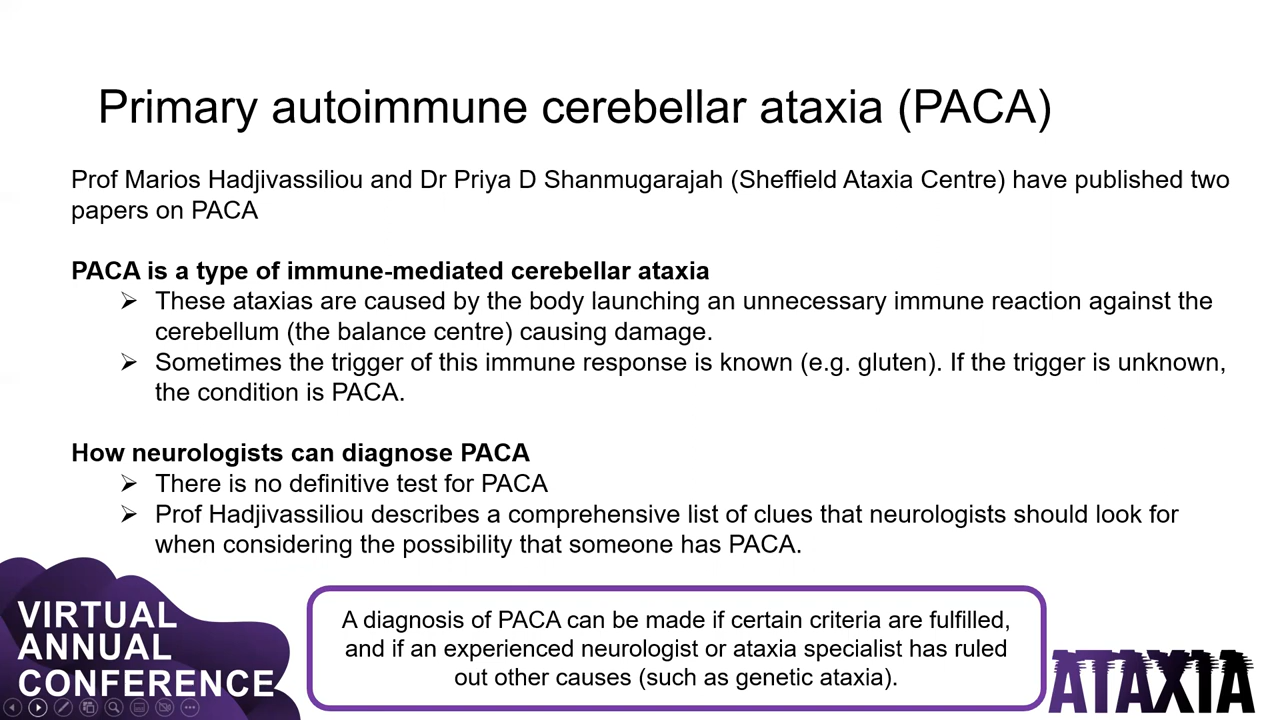 Primary autoimmune cerebellar ataxia (PACA)
Prof Marios Hadjivassiliou and Dr Priya D Shanmugarajah (Sheffield Ataxia Centre) have published two
papers on PACA
PACA is a type of immune-mediated cerebellar ataxia
➢ These ataxias are caused by the body launching an unnecessary immune reaction against the
cerebellum (the balance centre) causing damage.
➢ Sometimes the trigger of this immune response is known (e.g. gluten). If the trigger is unknown,
the condition is PACA.
How neurologists can diagnose PACA
➢ There is no definitive test for PACA
➢ Prof Hadjivassiliou describes a comprehensive list of clues that neurologists should look for
when considering the possibility that someone has PACA.
A diagnosis of PACA can be made if certain criteria are fulfilled,
and if an experienced neurologist or ataxia specialist has ruled
out other causes (such as genetic ataxia).
VIRTUAL
ANNUAL
CONFERENCE
ATAXIA